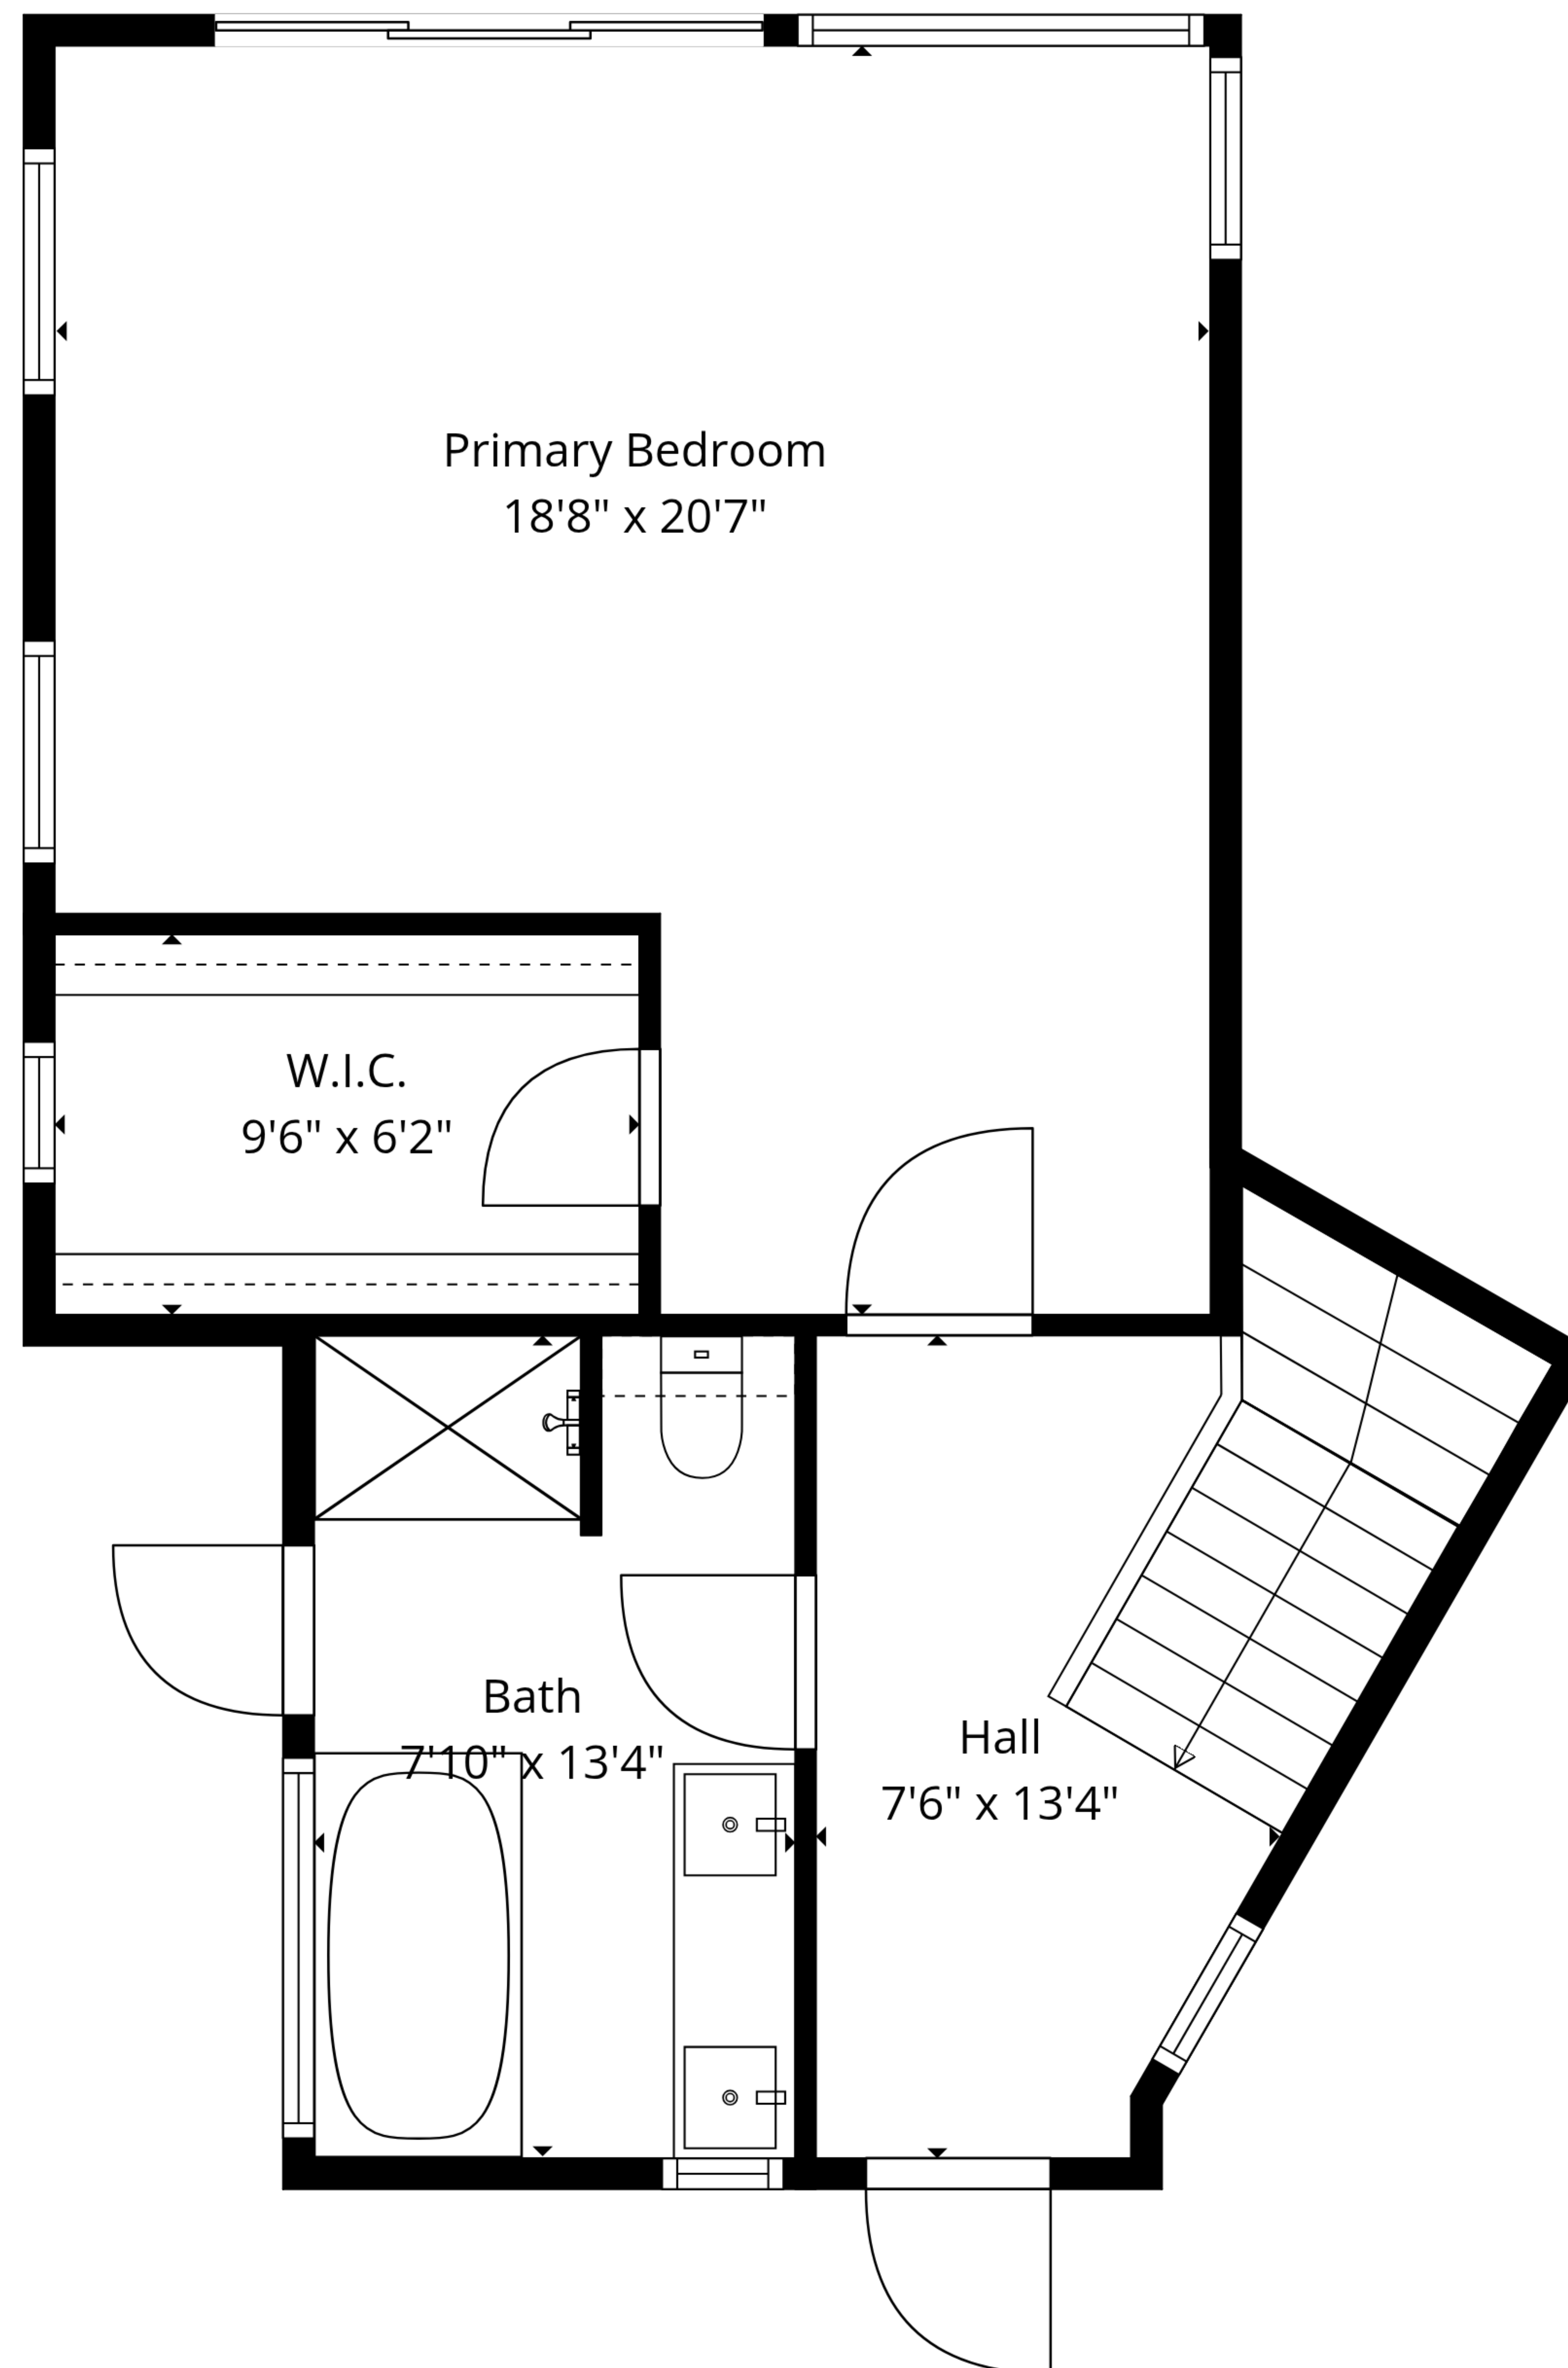 Primary Bedroom
18'8" x 20'7"
W.I.C.
9'6" x 6'2"
Bath
7'10" x 13'4"
Hall
7'6" x 13'4"